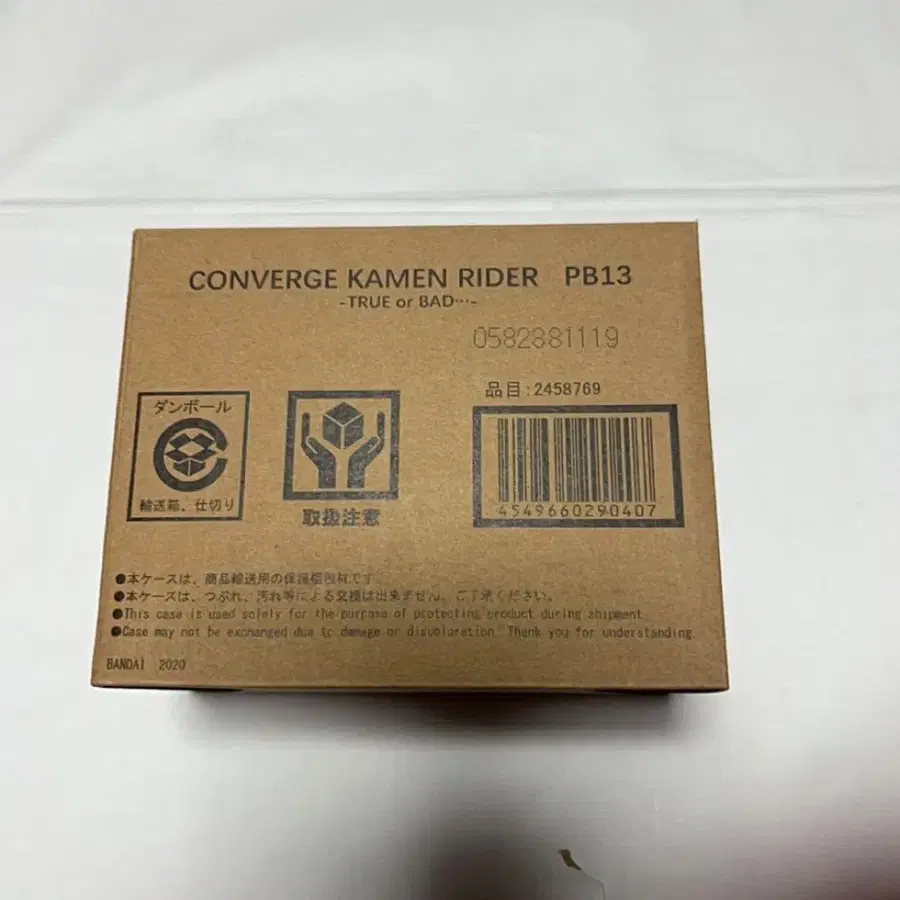 CONVERGE KAMEN RIDER PB13
-TRUE or BAD…-
0582881119
品目:2458769
ダンボール
輸送箱、仕切り
取扱注意
4549660290407
●本ケースは、商品輸送用の保護梱包材です。
●本ケースは、つぶれ、汚れ等による交換は出来ません。ご了承ください。
●This case is used solely for the purpose of protecting product during shipment.
●Case may not be exchanged due to damage or discoloration. Thank you for understanding.
BANDAI 2020